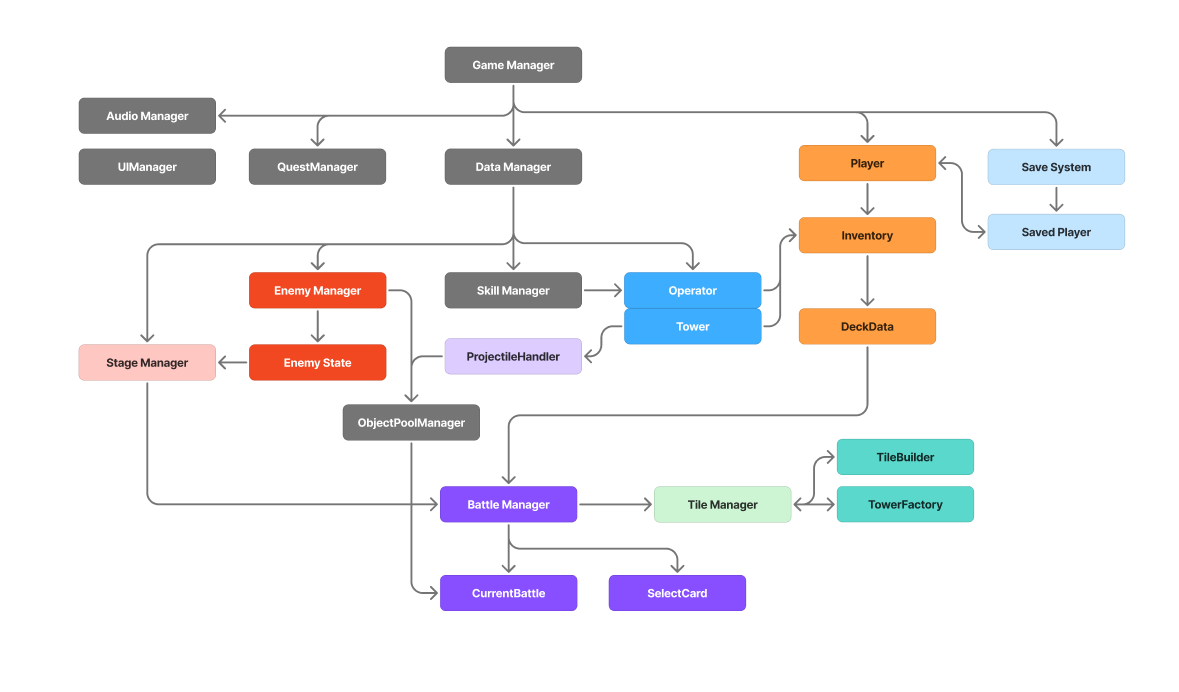 Game Manager
Audio Manager
UIManager
QuestManager
Data Manager
Player
Save System
Saved Player
Inventory
Enemy Manager
Skill Manager
Operator
Tower
DeckData
Stage Manager
Enemy State
ProjectileHandler
ObjectPoolManager
TileBuilder
Battle Manager
Tile Manager
TowerFactory
CurrentBattle
SelectCard